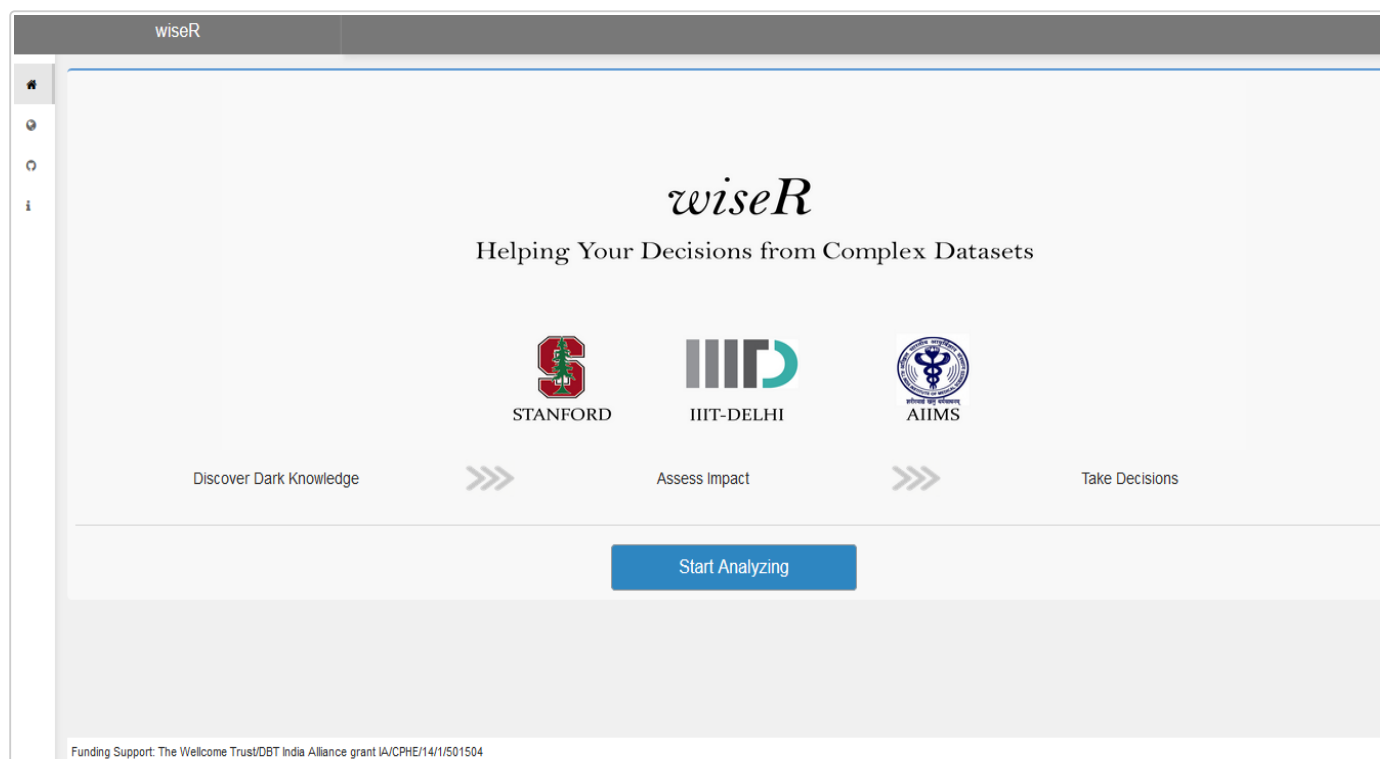 wiseR
wiseR
Helping Your Decisions from Complex Datasets
STANFORD
IIIT-DELHI
AIIMS
Discover Dark Knowledge
Assess Impact
Take Decisions
Start Analyzing
Funding Support: The Wellcome Trust/DBT India Alliance grant IA/CPHE/14/1/501504